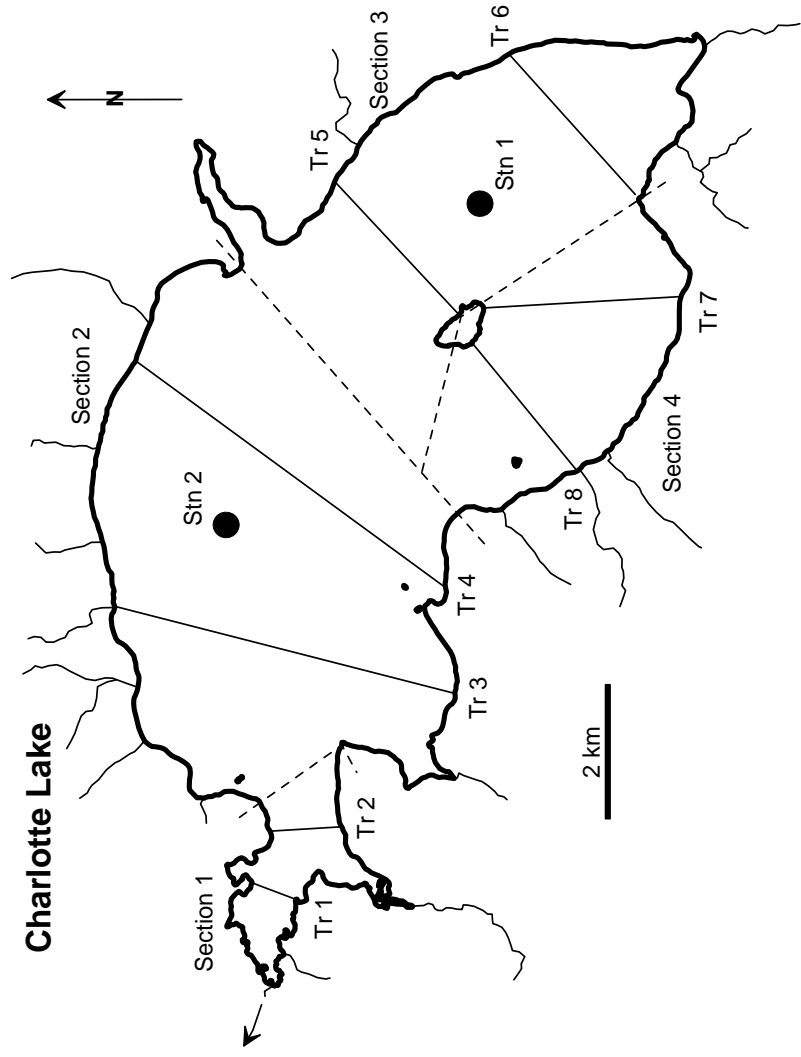 Charlotte Lake
N
Section 1
Tr 1
Tr 2
2 km
Tr 3
Tr 4
Stn 2
Section 2
Tr 8
Section 4
Tr 7
Tr 5
Stn 1
Section 3
Tr 6